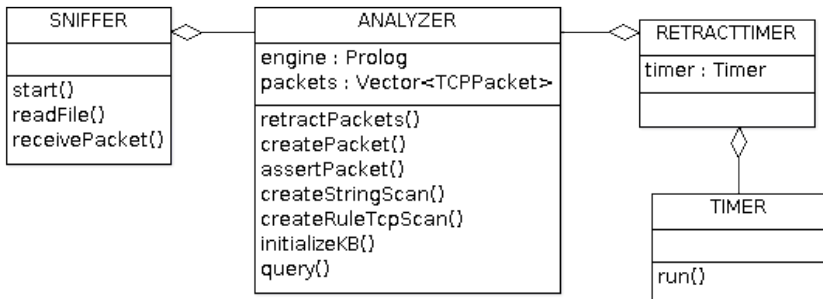 SNIFFER
start()
readFile()
receivePacket()
ANALYZER
engine : Prolog
packets : Vector<TCPPacket>
retractPackets()
createPacket()
assertPacket()
createStringScan()
createRuleTcpScan()
initializeKB()
query()
RETRACTTIMER
timer : Timer
TIMER
run()